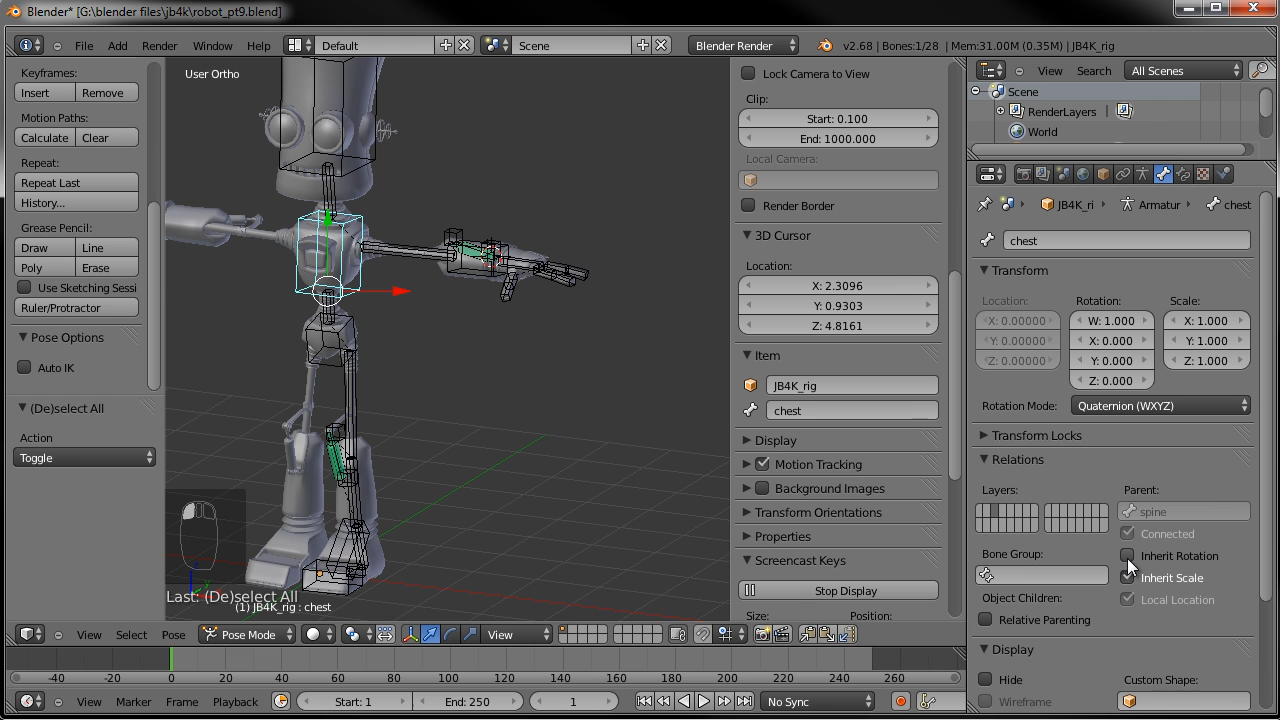 Blender* [G:\blender files\jb4k\robot_pt9.blend]
File Add Render Window Help Default Scene Blender Render v2.68 | Bones:1/28 | Mem:31.00M (0.35M) | JB4K_rig
Keyframes:
Insert Remove
Motion Paths:
Calculate Clear
Repeat:
Repeat Last
History...
Grease Pencil:
Draw Line
Poly Erase
Use Sketching Sessi
Ruler/Protractor
Pose Options
Auto IK
(De)select All
Action
Toggle
User Ortho
Last: (De)select All
(1) JB4K_rig : chest
View Select Pose Pose Mode View
Lock Camera to View
Clip:
Start: 0.100
End: 1000.000
Local Camera:
Render Border
3D Cursor
Location:
X: 2.3096
Y: 0.9303
Z: 4.8161
Item
JB4K_rig
chest
Display
Motion Tracking
Background Images
Transform Orientations
Properties
Screencast Keys
Stop Display
Size: Position:
View Search All Scenes
Scene
RenderLayers |
World
JB4K_ri Armatur chest
chest
Transform
Location: Rotation: Scale:
X: 0.00000 W: 1.000 X: 1.000
Y: 0.00000 X: 0.000 Y: 1.000
Z: 0.00000 Y: 0.000 Z: 1.000
Z: 0.000
Rotation Mode: Quaternion (WXYZ)
Transform Locks
Relations
Layers: Parent:
spine
Connected
Bone Group: Inherit Rotation
Inherit Scale
Object Children: Local Location
Relative Parenting
Display
Hide Custom Shape:
Wireframe
-40 -20 0 20 40 60 80 100 120 140 160 180 200 220 240 260
View Marker Frame Playback Start: 1 End: 250 1 No Sync